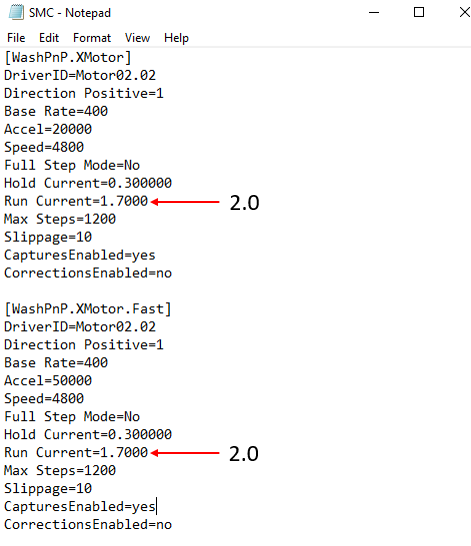 SMC - Notepad
File Edit Format View Help
[WashPnP.XMotor]
DriverID=Motor02.02
Direction Positive=1
Base Rate=400
Accel=20000
Speed=4800
Full Step Mode=No
Hold Current=0.300000
Run Current=1.7000 2.0
Max Steps=1200
Slippage=10
CapturesEnabled=yes
CorrectionsEnabled=no
[WashPnP.XMotor.Fast]
DriverID=Motor02.02
Direction Positive=1
Base Rate=400
Accel=50000
Speed=4800
Full Step Mode=No
Hold Current=0.300000
Run Current=1.7000 2.0
Max Steps=1200
Slippage=10
CapturesEnabled=yes
CorrectionsEnabled=no